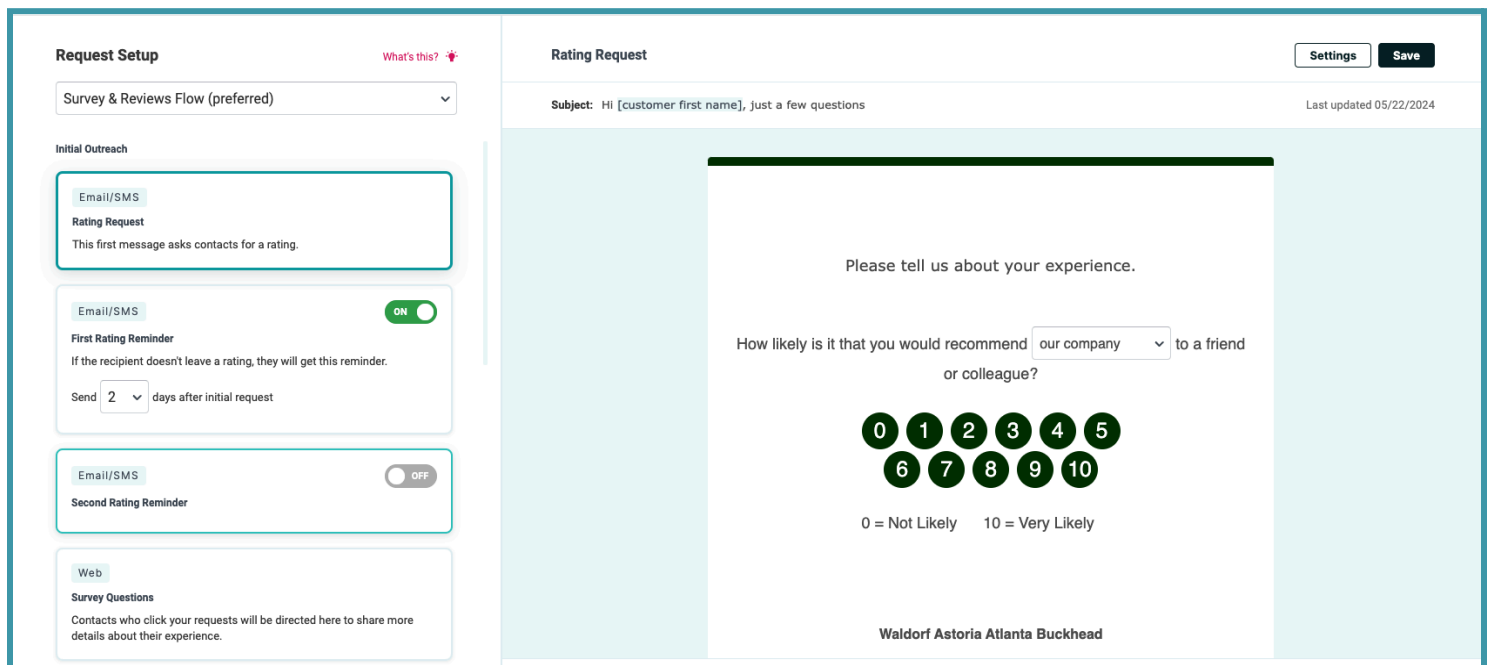 Request Setup
What's this?
Survey & Reviews Flow (preferred)
Initial Outreach
Email/SMS
Rating Request
This first message asks contacts for a rating.
Email/SMS
ON
First Rating Reminder
If the recipient doesn't leave a rating, they will get this reminder.
Send 2 days after initial request
Email/SMS
OFF
Second Rating Reminder
Web
Survey Questions
Contacts who click your requests will be directed here to share more
details about their experience.
Rating Request
Settings
Save
Subject: Hi [customer first name], just a few questions
Last updated 05/22/2024
Please tell us about your experience.
How likely is it that you would recommend our company to a friend
or colleague?
0 1 2 3 4 5
6 7 8 9 10
0 = Not Likely 10 = Very Likely
Waldorf Astoria Atlanta Buckhead